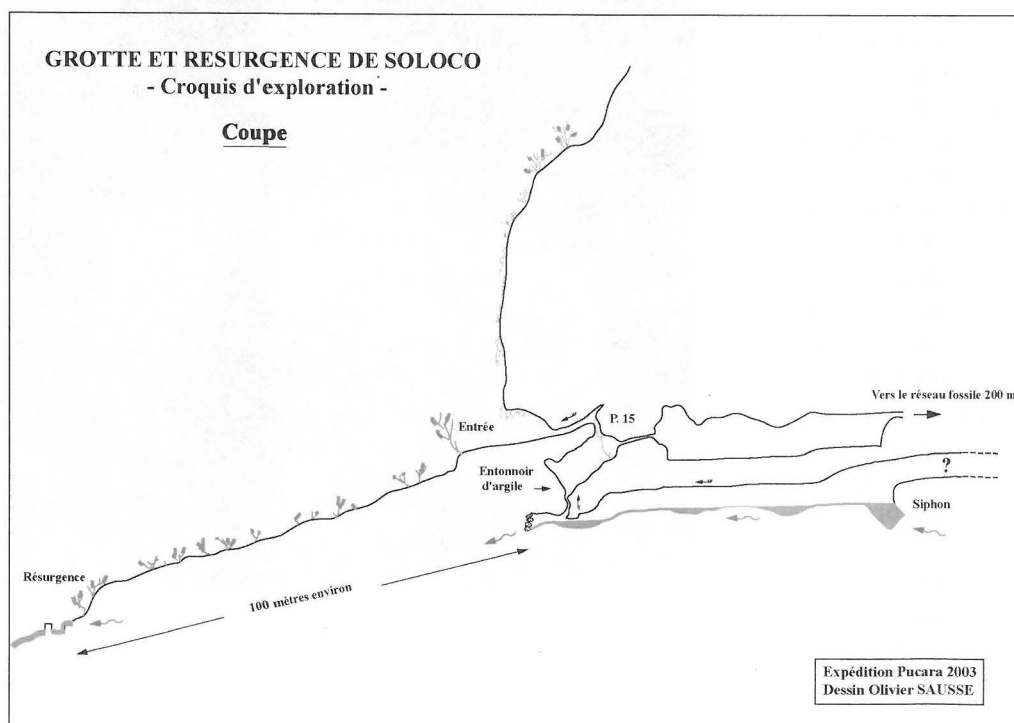 GROTTE ET RESURGENCE DE SOLOCO
- Croquis d'exploration -
Coupe
Vers le réseau fossile 200 m
Entrée
P. 15
Entonnoir
d'argile
?
Siphon
Résurgence
100 mètres environ
Expédition Pucara 2003
Dessin Olivier SAUSSE